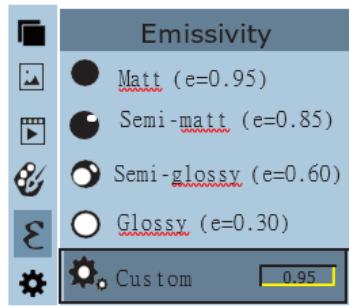 Emissivity
Matt (e=0.95)
Semi-matt (e=0.85)
Semi-glossy (e=0.60)
Glossy (e=0.30)
ε
Custom 0.95